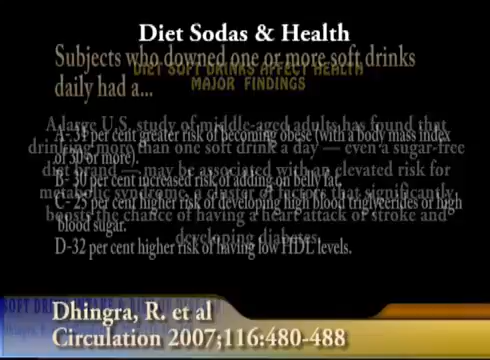 Diet Sodas & Health
Subjects who downed one or more soft drinks
DIET SOFT DRINKS AFFECT HEALTH
daily had a...
MAJOR FINDINGS
A large U.S. study of middle-aged adults has found that
A- 31 per cent greater risk of becoming obese (with a body mass index
drinking more than one soft drink a day — even a sugar-free
of 30 or more).
diet brand — may be associated with an elevated risk for
B- 30 per cent increased risk of adding on belly fat.
metabolic syndrome, a cluster of factors that significantly
C- 25 per cent higher risk of developing high blood triglycerides or high
boosts the chance of having a heart attack or stroke and
blood sugar.
developing diabetes.
D-32 per cent higher risk of having low HDL levels.
Dhingra, R. et al
Circulation 2007;116:480-488